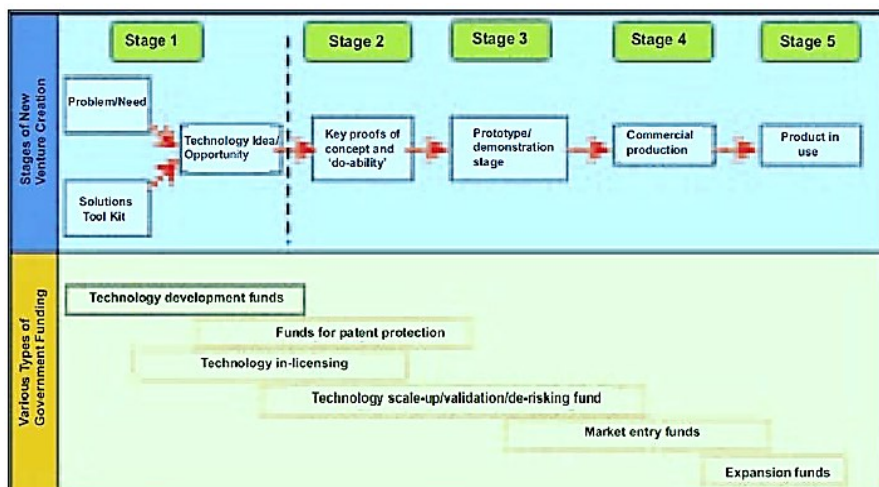 Stages of New
Venture Creation
Stage 1
Stage 2
Stage 3
Stage 4
Stage 5
Problem/Need
Solutions
Tool Kit
Technology Idea/
Opportunity
Key proofs of
concept and
‘do-ability’
Prototype/
demonstration
stage
Commercial
production
Product in
use
Various Types of
Government Funding
Technology development funds
Funds for patent protection
Technology in-licensing
Technology scale-up/validation/de-risking fund
Market entry funds
Expansion funds